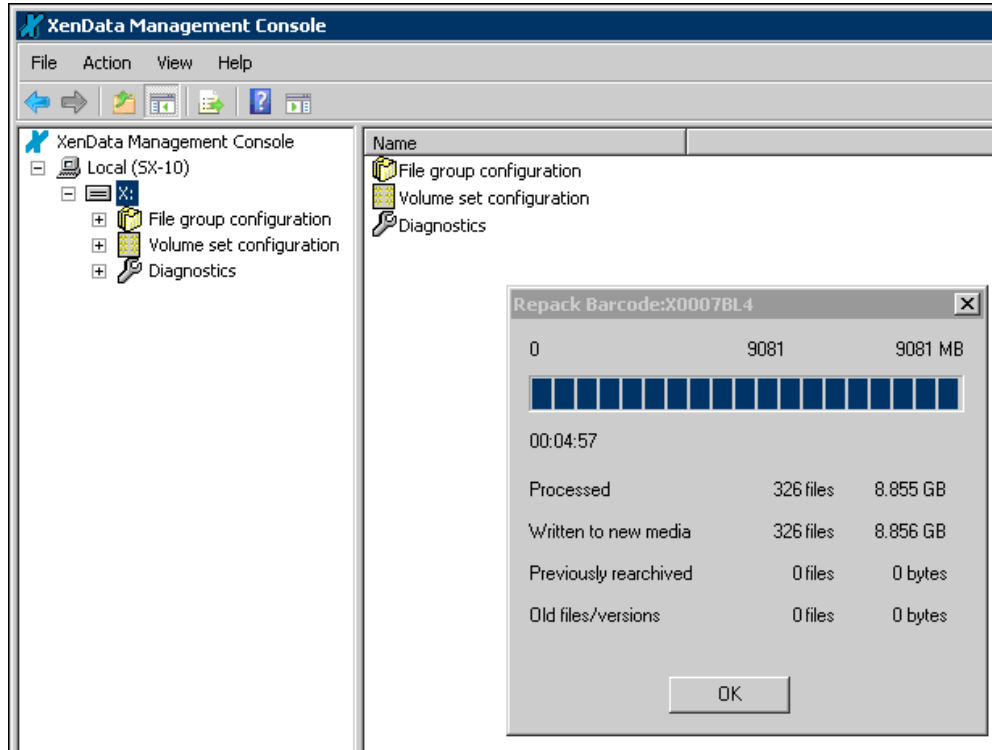 XenData Management Console
File Action View Help
XenData Management Console
Local (SX-10)
X:
File group configuration
Volume set configuration
Diagnostics
Name
File group configuration
Volume set configuration
Diagnostics
Repack Barcode:X0007BL4
0 9081 9081 MB
00:04:57
Processed 326 files 8.855 GB
Written to new media 326 files 8.856 GB
Previously rearchived 0 files 0 bytes
Old files/versions 0 files 0 bytes
OK